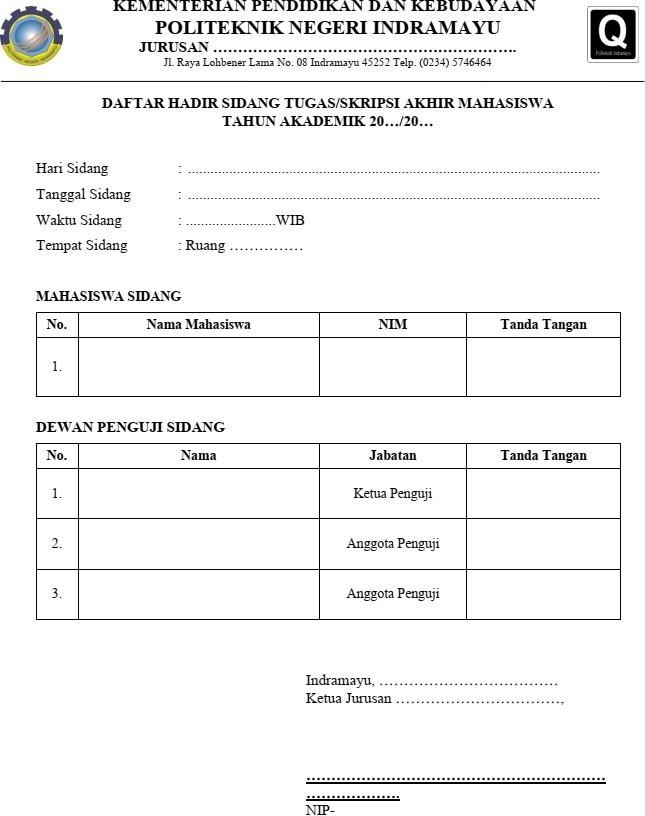 KEMENTERIAN PENDIDIKAN DAN KEBUDAYAAN
POLITEKNIK NEGERI INDRAMAYU
JURUSAN …………………………………………………….
Jl. Raya Lohbener Lama No. 08 Indramayu 45252 Telp. (0234) 5746464
Q
Politeknik Indramayu
DAFTAR HADIR SIDANG TUGAS/SKRIPSI AKHIR MAHASISWA
TAHUN AKADEMIK 20…/20…
Hari Sidang : ..............................................................................................................
Tanggal Sidang : ..............................................................................................................
Waktu Sidang : ........................WIB
Tempat Sidang : Ruang ……………
MAHASISWA SIDANG
No. Nama Mahasiswa NIM Tanda Tangan
1.
DEWAN PENGUJI SIDANG
No. Nama Jabatan Tanda Tangan
1. Ketua Penguji
2. Anggota Penguji
3. Anggota Penguji
Indramayu, ………………………………
Ketua Jurusan ……………………………,
……………………………………………………
……………….
NIP-